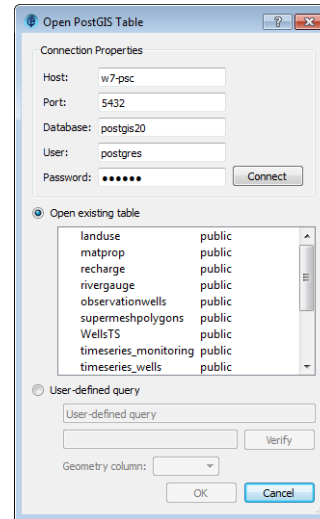 Open PostGIS Table
Connection Properties
Host: w7-psc
Port: 5432
Database: postgis20
User: postgres
Password: ●●●●●● Connect
Open existing table
landuse public
matprop public
recharge public
rivergauge public
observationwells public
supermeshpolygons public
WellsTS public
timeseries_monitoring public
timeseries_wells public
User-defined query
User-defined query
Verify
Geometry column:
OK Cancel